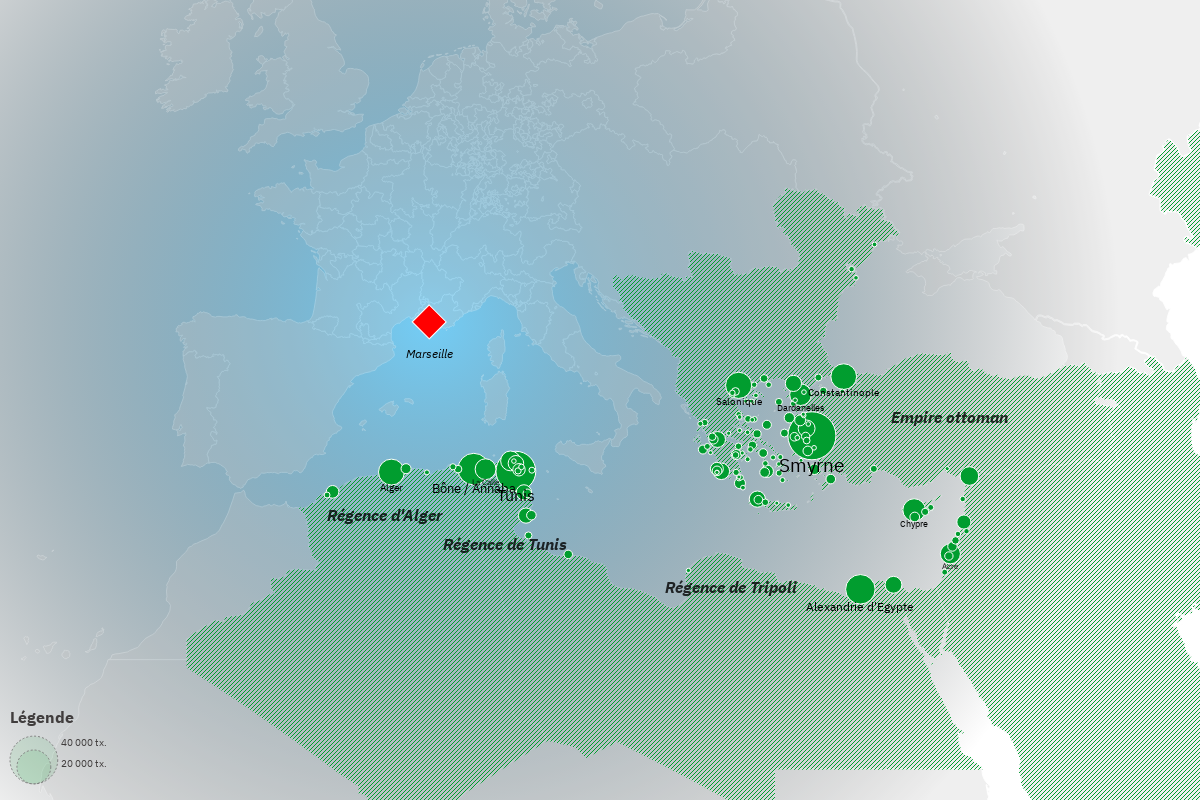 Marseille
Salonique
Constantinople
Dardanelles
Empire ottoman
Smyrne
Alger
Bône / Annaba
Tunis
Régence d'Alger
Chypre
Régence de Tunis
Acre
Régence de Tripoli
Alexandrie d'Egypte
Légende
40 000 tx.
20 000 tx.